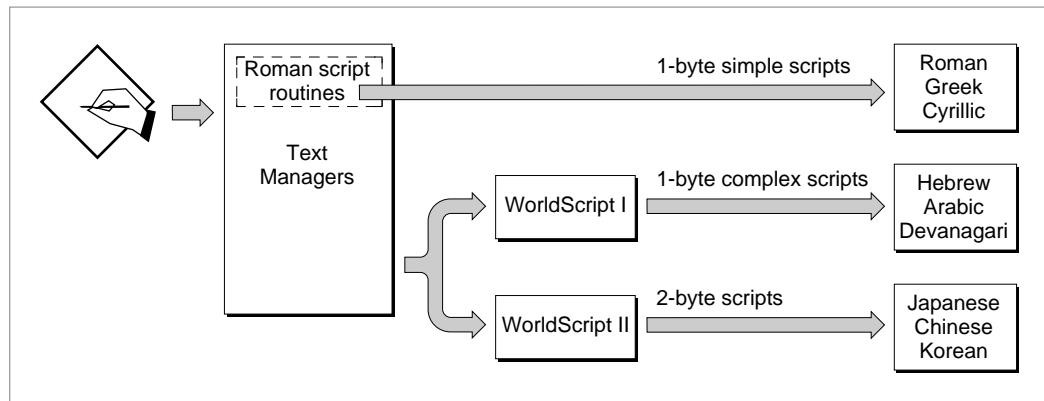 Roman script
routines
Text
Managers
1-byte simple scripts
Roman
Greek
Cyrillic
WorldScript I
1-byte complex scripts
Hebrew
Arabic
Devanagari
WorldScript II
2-byte scripts
Japanese
Chinese
Korean